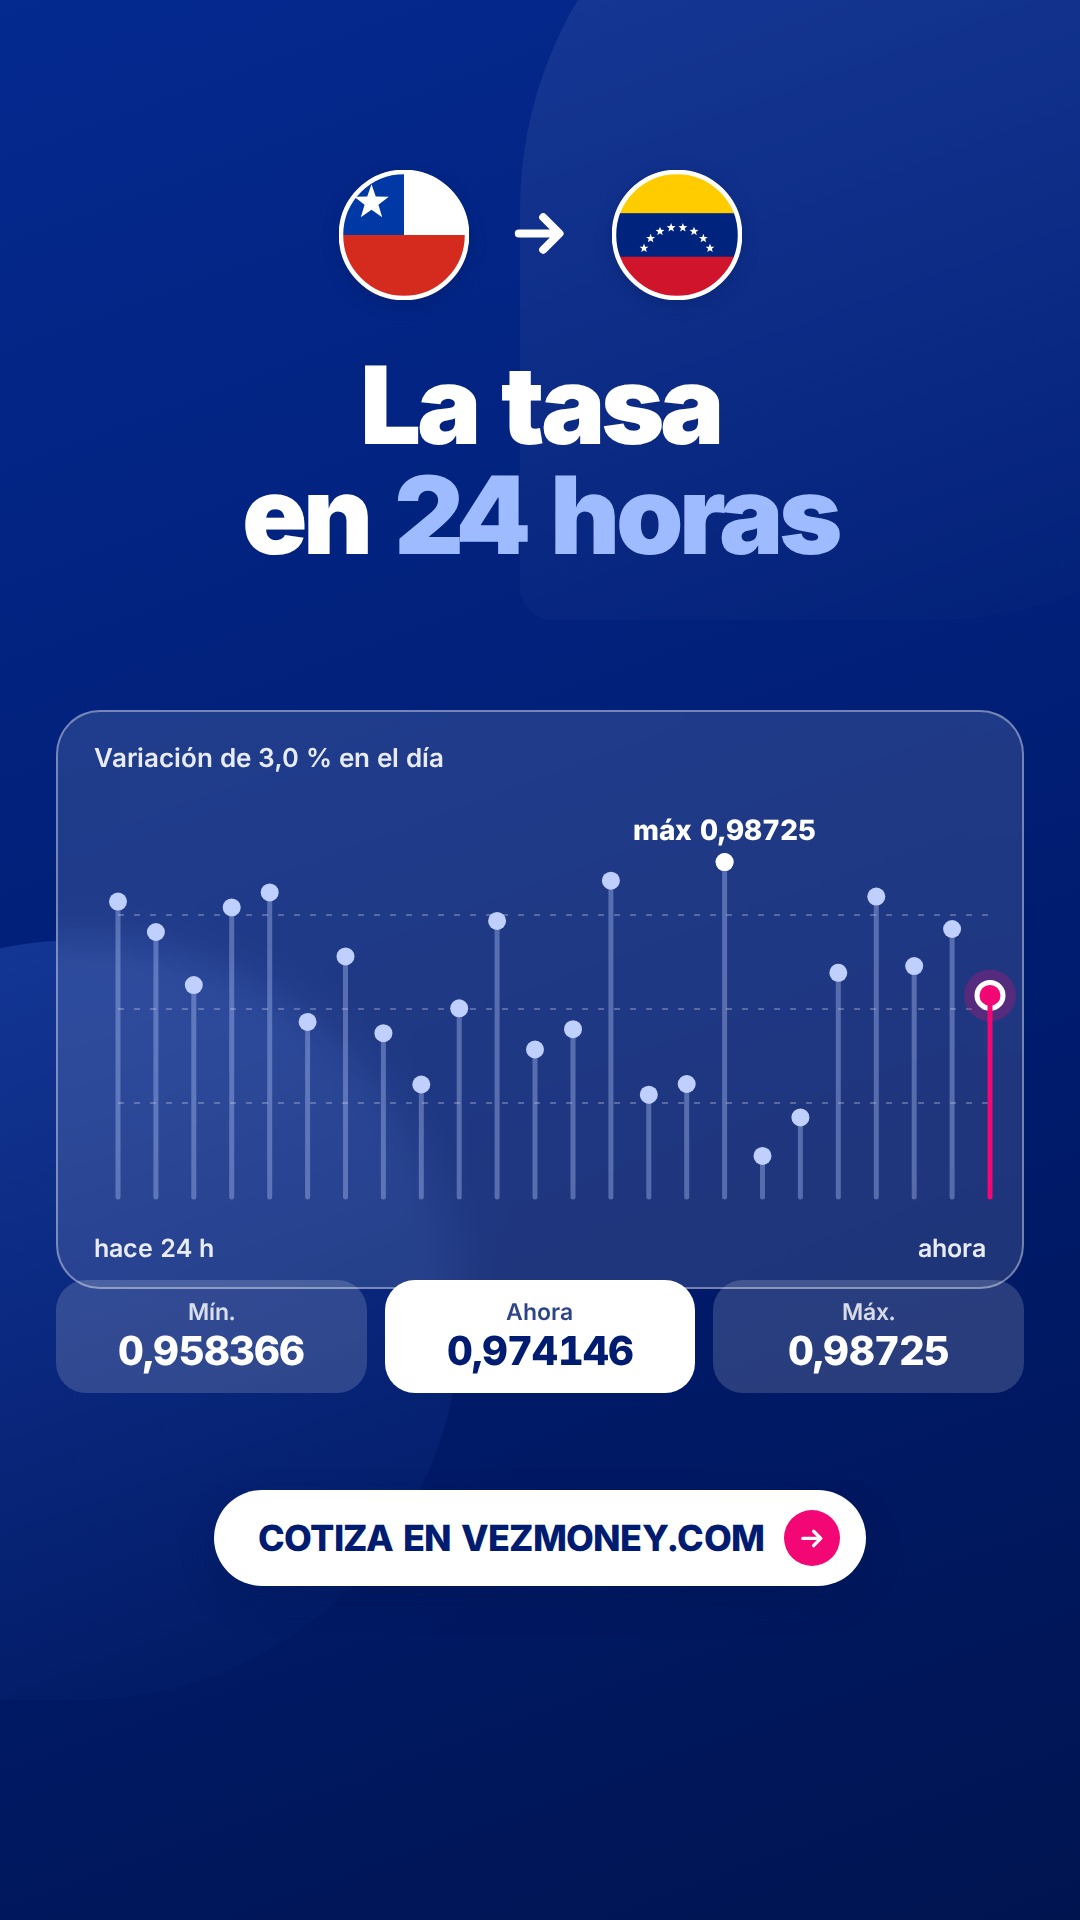 La tasa
en 24 horas
Variación de 3,0 % en el día
máx 0,98725
hace 24 h
ahora
Mín.
0,958366
Ahora
0,974146
Máx.
0,98725
COTIZA EN VEZMONEY.COM